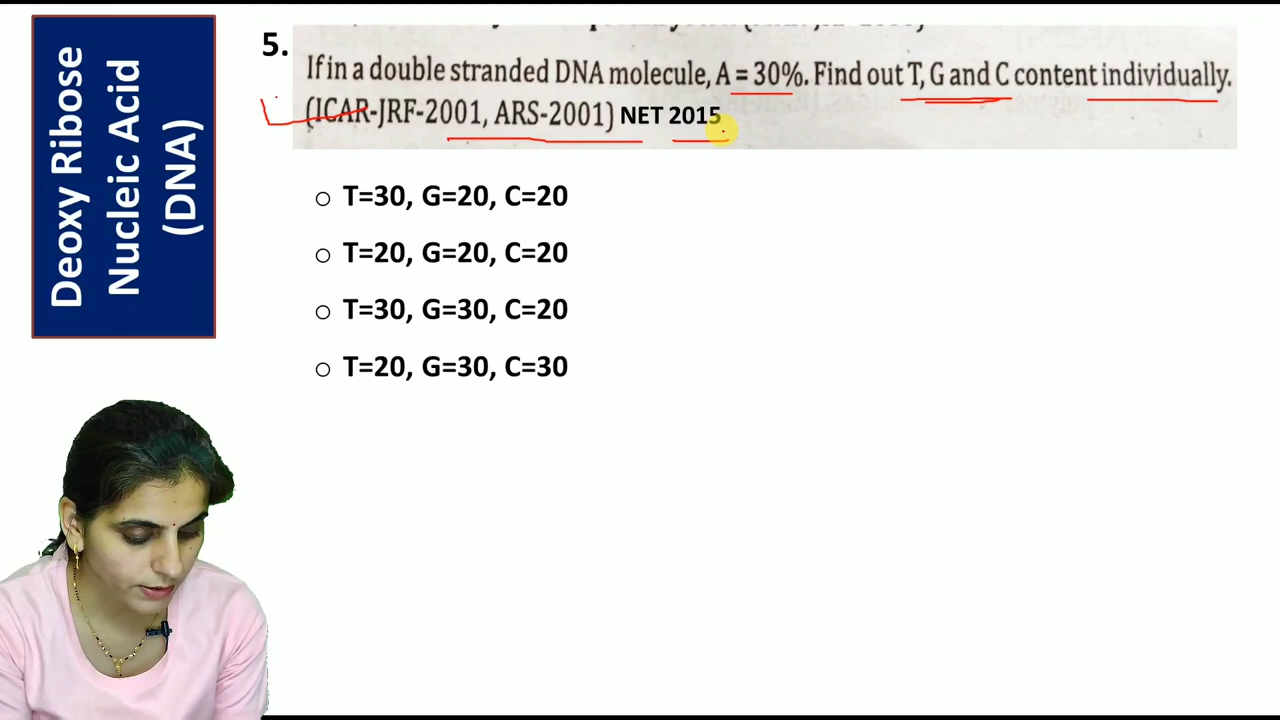 Deoxy Ribose
Nucleic Acid
(DNA)
5.
If in a double stranded DNA molecule, A = 30%. Find out T, G and C content individually.
(ICAR-JRF-2001, ARS-2001) NET 2015
T=30, G=20, C=20
T=20, G=20, C=20
T=30, G=30, C=20
T=20, G=30, C=30